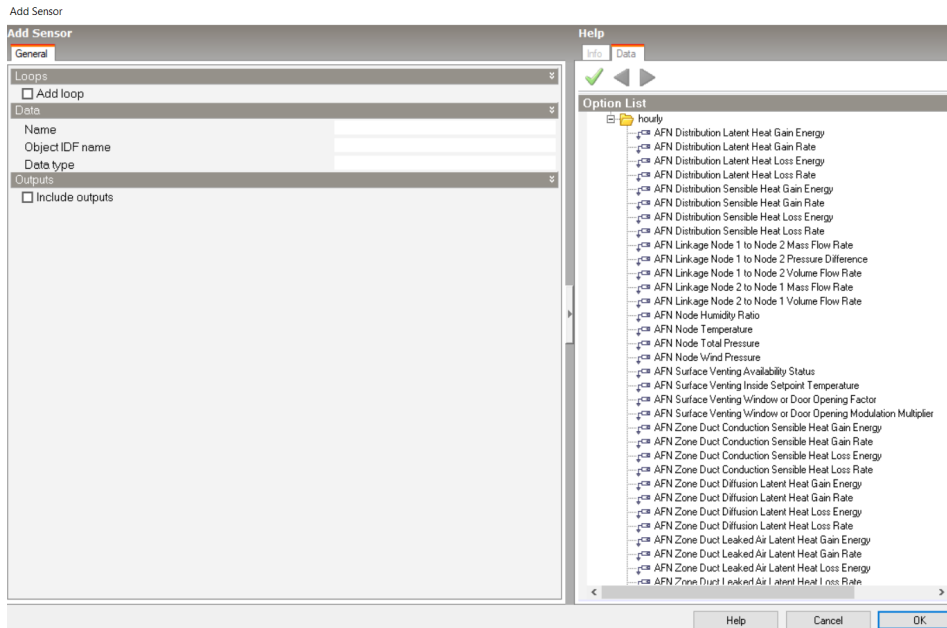 Add Sensor
Add Sensor
General
Loops
Add loop
Data
Name
Object IDF name
Data type
Outputs
Include outputs
Help
Info Data
Option List
hourly
AFN Distribution Latent Heat Gain Energy
AFN Distribution Latent Heat Gain Rate
AFN Distribution Latent Heat Loss Energy
AFN Distribution Latent Heat Loss Rate
AFN Distribution Sensible Heat Gain Energy
AFN Distribution Sensible Heat Gain Rate
AFN Distribution Sensible Heat Loss Energy
AFN Distribution Sensible Heat Loss Rate
AFN Linkage Node 1 to Node 2 Mass Flow Rate
AFN Linkage Node 1 to Node 2 Pressure Difference
AFN Linkage Node 1 to Node 2 Volume Flow Rate
AFN Linkage Node 2 to Node 1 Mass Flow Rate
AFN Linkage Node 2 to Node 1 Volume Flow Rate
AFN Node Humidity Ratio
AFN Node Temperature
AFN Node Total Pressure
AFN Node Wind Pressure
AFN Surface Venting Availability Status
AFN Surface Venting Inside Setpoint Temperature
AFN Surface Venting Window or Door Opening Factor
AFN Surface Venting Window or Door Opening Modulation Multiplier
AFN Zone Duct Conduction Sensible Heat Gain Energy
AFN Zone Duct Conduction Sensible Heat Gain Rate
AFN Zone Duct Conduction Sensible Heat Loss Energy
AFN Zone Duct Conduction Sensible Heat Loss Rate
AFN Zone Duct Diffusion Latent Heat Gain Energy
AFN Zone Duct Diffusion Latent Heat Gain Rate
AFN Zone Duct Diffusion Latent Heat Loss Energy
AFN Zone Duct Diffusion Latent Heat Loss Rate
AFN Zone Duct Leaked Air Latent Heat Gain Energy
AFN Zone Duct Leaked Air Latent Heat Gain Rate
AFN Zone Duct Leaked Air Latent Heat Loss Energy
AFN Zone Duct Leaked Air Latent Heat Loss Rate
Help Cancel OK